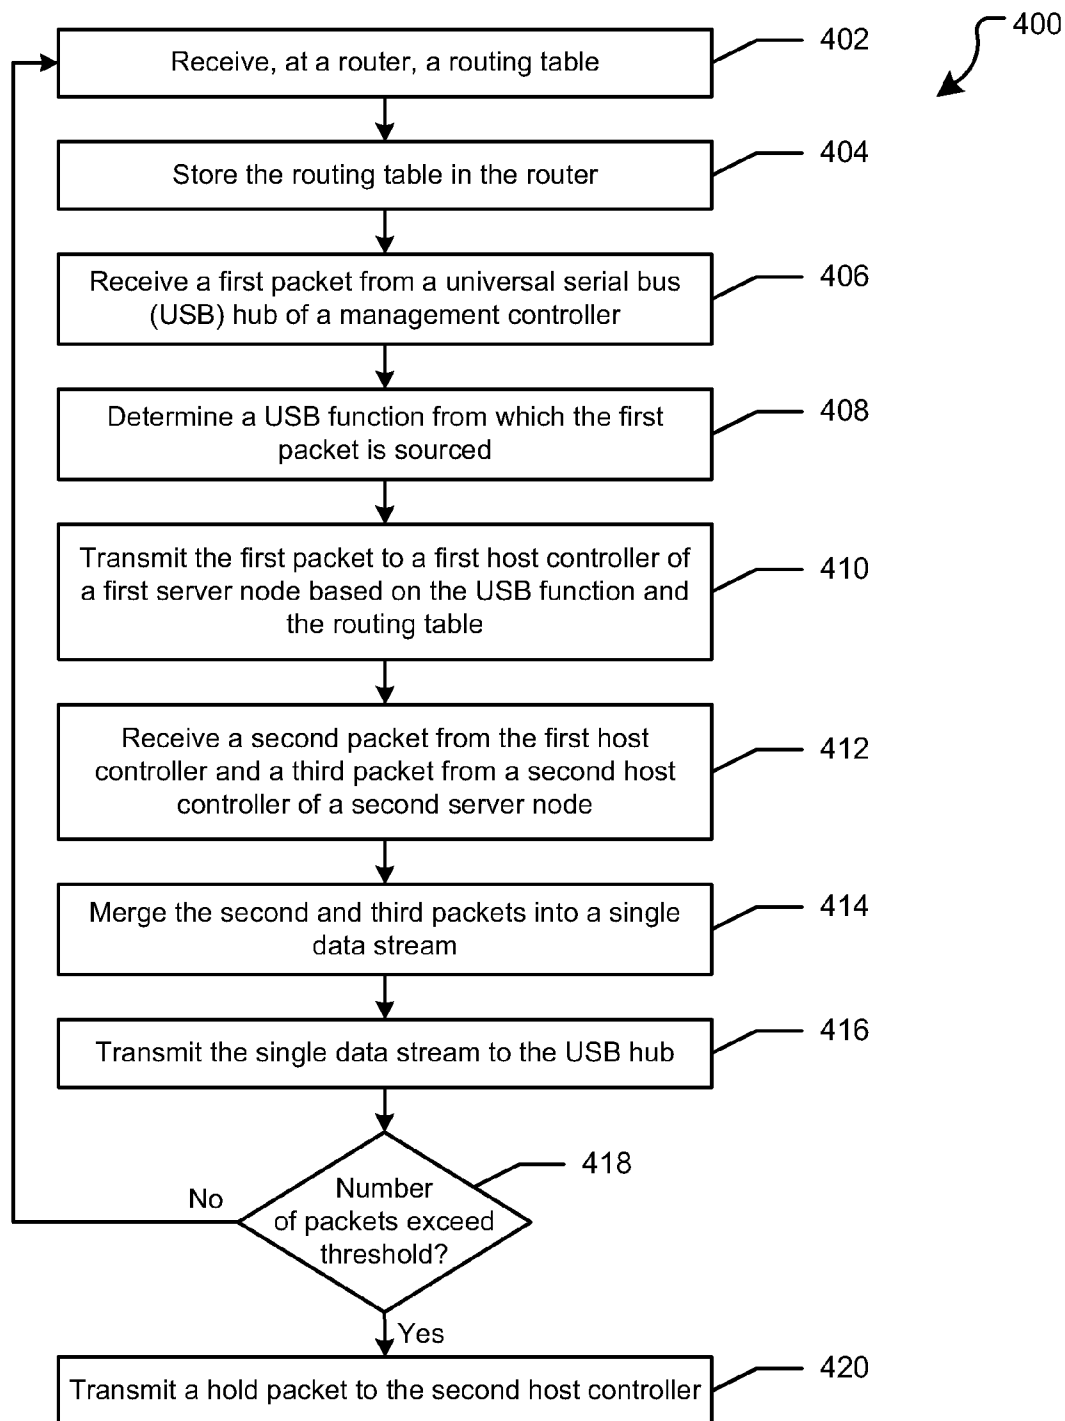 400
Receive, at a router, a routing table
402
Store the routing table in the router
404
Receive a first packet from a universal serial bus
(USB) hub of a management controller
406
Determine a USB function from which the first
packet is sourced
408
Transmit the first packet to a first host controller of
a first server node based on the USB function and
the routing table
410
Receive a second packet from the first host
controller and a third packet from a second host
controller of a second server node
412
Merge the second and third packets into a single
data stream
414
Transmit the single data stream to the USB hub
416
Number
of packets exceed
threshold?
418
No
Yes
Transmit a hold packet to the second host controller
420